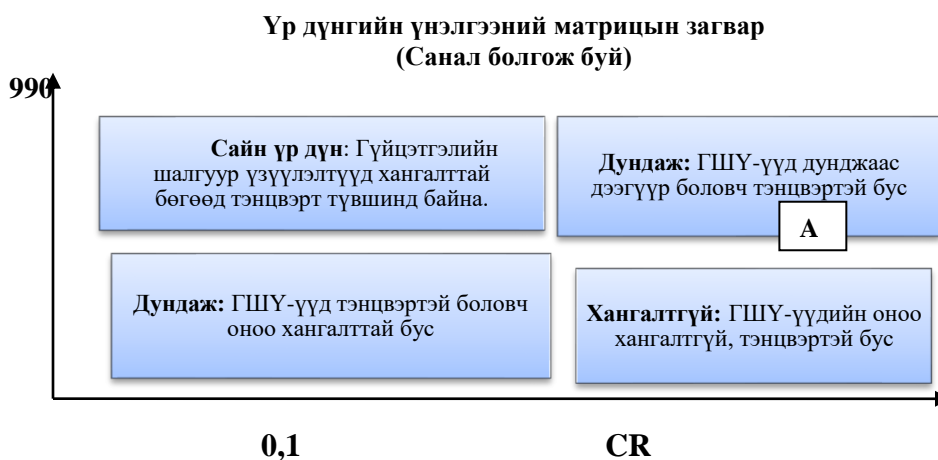 Үр дүнгийн үнэлгээний матрицын загвар
(Санал болгож буй)
990
Сайн үр дүн: Гүйцэтгэлийн
шалгуур үзүүлэлтүүд хангалттай
бөгөөд тэнцвэрт түвшинд байна.
Дундаж: ГШҮ-үүд дунджаас
дээгүүр боловч тэнцвэртэй бус
А
Дундаж: ГШҮ-үүд тэнцвэртэй боловч
оноо хангалттай бус
Хангалтгүй: ГШҮ-үүдийн оноо
хангалтгүй, тэнцвэртэй бус
0,1 CR